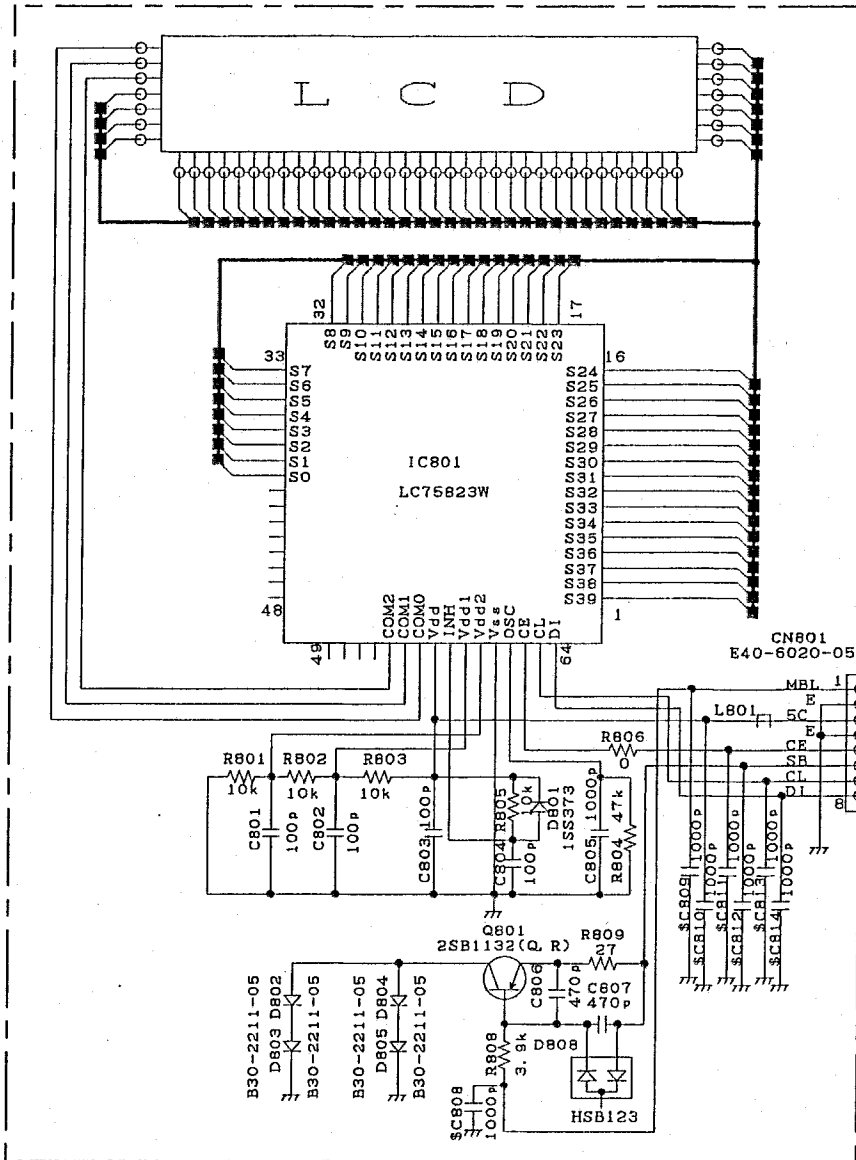 L C D
32
17
S8
S9
S10
S11
S12
S13
S14
S15
S16
S17
S18
S19
S20
S21
S22
S23
33
16
S7
S6
S5
S4
S3
S2
S1
S0
S24
S25
S26
S27
S28
S29
S30
S31
S32
S33
S34
S35
S36
S37
S38
S39
IC801
LC75823W
48
1
49
64
COM2
COM1
COM0
Vdd
INH
Vdd1
Vdd2
Vss
OSC
CE
CL
DI
CN801
E40-6020-05
MBL 1
E
L801 5C
E
R806 CE
0 SB
CL
DI 8
R801
10k
R802
10k
R803
10k
C801
100p
C802
100p
C803
100p
R805
10k
C804
100p
D801
1SS373
C805
1000p
R804
47k
$C809
1000p
$C810
1000p
$C811
1000p
$C812
1000p
$C813
1000p
$C814
1000p
Q801
2SB1132(Q,R)
R809
27
C806
470p
C807
470p
B30-2211-05
D803 D802
B30-2211-05
B30-2211-05
D805 D804
B30-2211-05
R808
3.9k
D808
HSB123
$C808
1000p